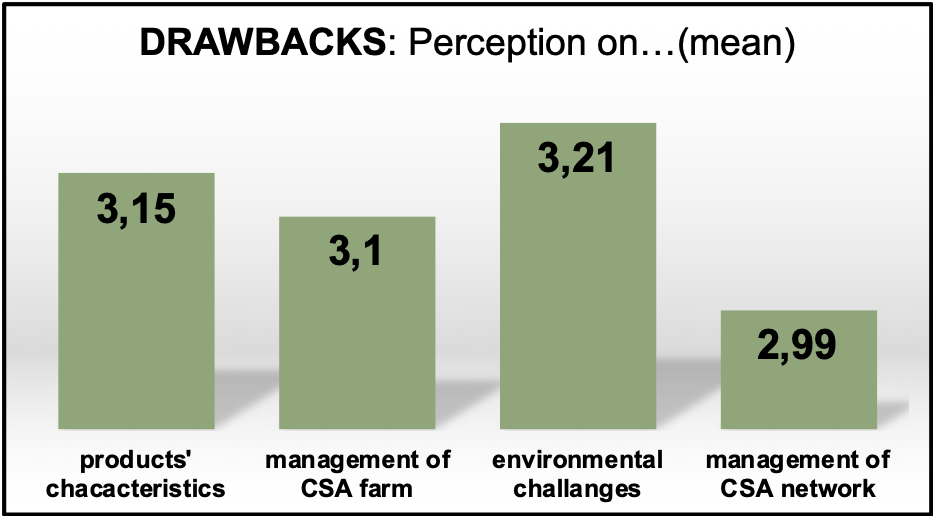 DRAWBACKS: Perception on…(mean)
3,15
3,1
3,21
2,99
products'
chacacteristics
management of
CSA farm
environmental
challanges
management of
CSA network